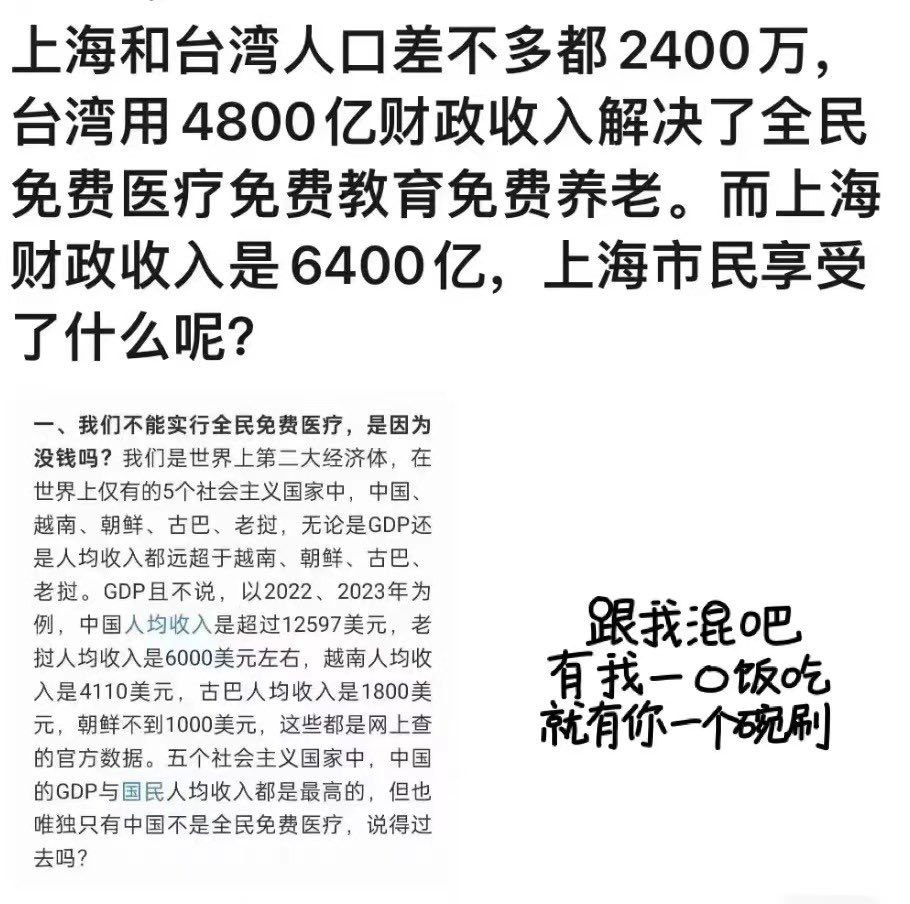 上海和台湾人口差不多都2400万，
台湾用4800亿财政收入解决了全民
免费医疗免费教育免费养老。而上海
财政收入是6400亿，上海市民享受
了什么呢？
一、我们不能实行全民免费医疗，是因为
没钱吗？我们是世界上第二大经济体，在
世界上仅有的5个社会主义国家中，中国、
越南、朝鲜、古巴、老挝，无论是GDP还
是人均收入都远超于越南、朝鲜、古巴、
老挝。GDP且不说，以2022、2023年为
例，中国人均收入是超过12597美元，老
挝人均收入是6000美元左右，越南人均收
入是4110美元，古巴人均收入是1800美
元，朝鲜不到1000美元，这些都是网上查
的官方数据。五个社会主义国家中，中国
的GDP与国民人均收入都是最高的，但也
唯独只有中国不是全民免费医疗，说得过
去吗？
跟我混吧
有我一口饭吃
就有你一个碗刷